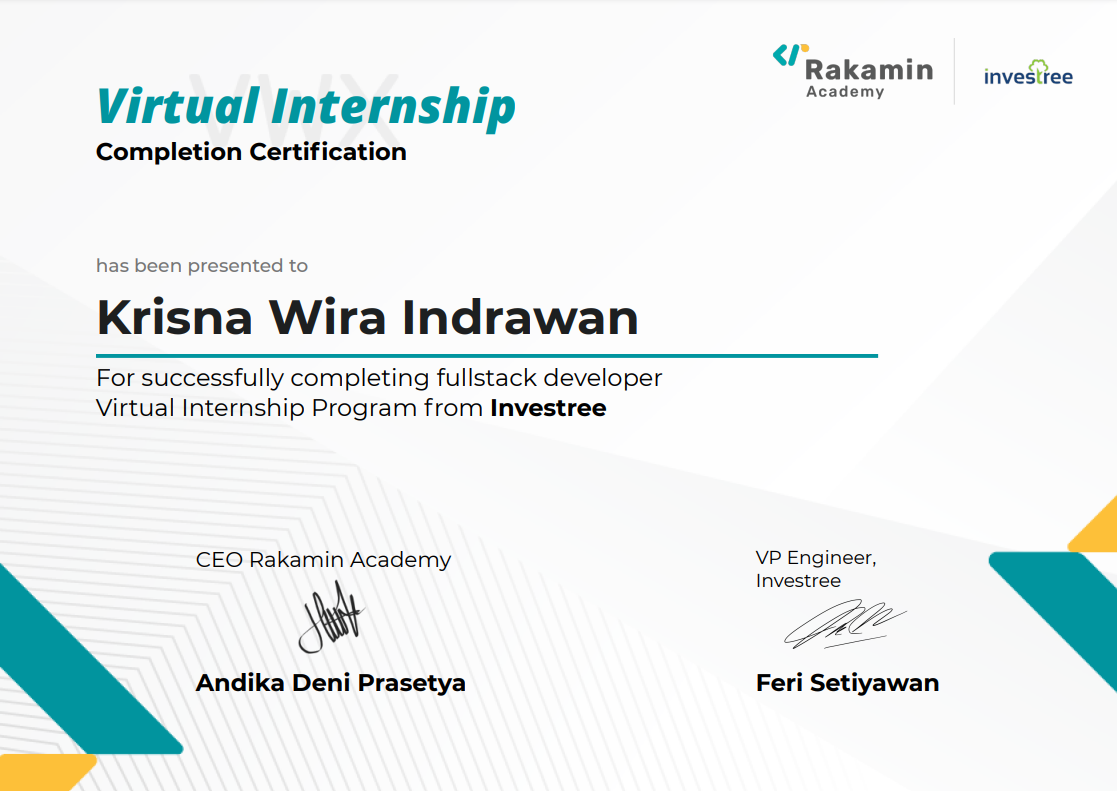 Rakamin
Academy
investree
VWX
Virtual Internship
Completion Certification
has been presented to
Krisna Wira Indrawan
For successfully completing fullstack developer
Virtual Internship Program from Investree
CEO Rakamin Academy
VP Engineer,
Investree
Andika Deni Prasetya
Feri Setiyawan